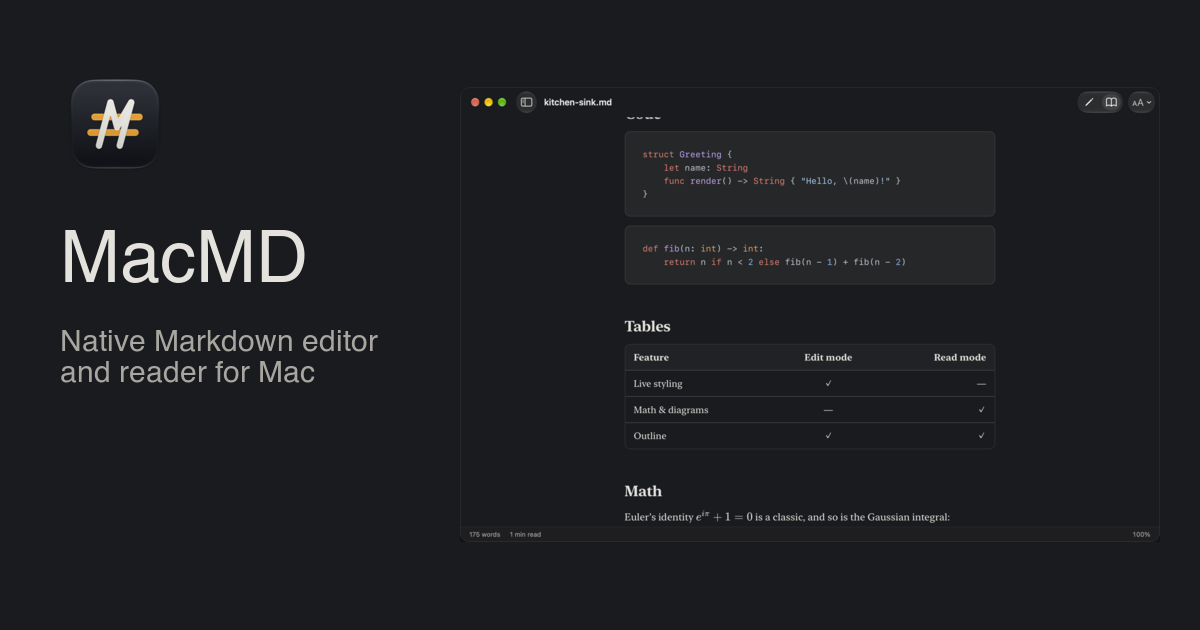 MacMD
Native Markdown editor
and reader for Mac
kitchen-sink.md
AA
Code
struct Greeting {
    let name: String
    func render() -> String { "Hello, \(name)!" }
}
def fib(n: int) -> int:
    return n if n < 2 else fib(n - 1) + fib(n - 2)
Tables
Feature Edit mode Read mode
Live styling ✓ —
Math & diagrams — ✓
Outline ✓ ✓
Math
Euler's identity e^{iπ} + 1 = 0 is a classic, and so is the Gaussian integral:
175 words 1 min read 100%